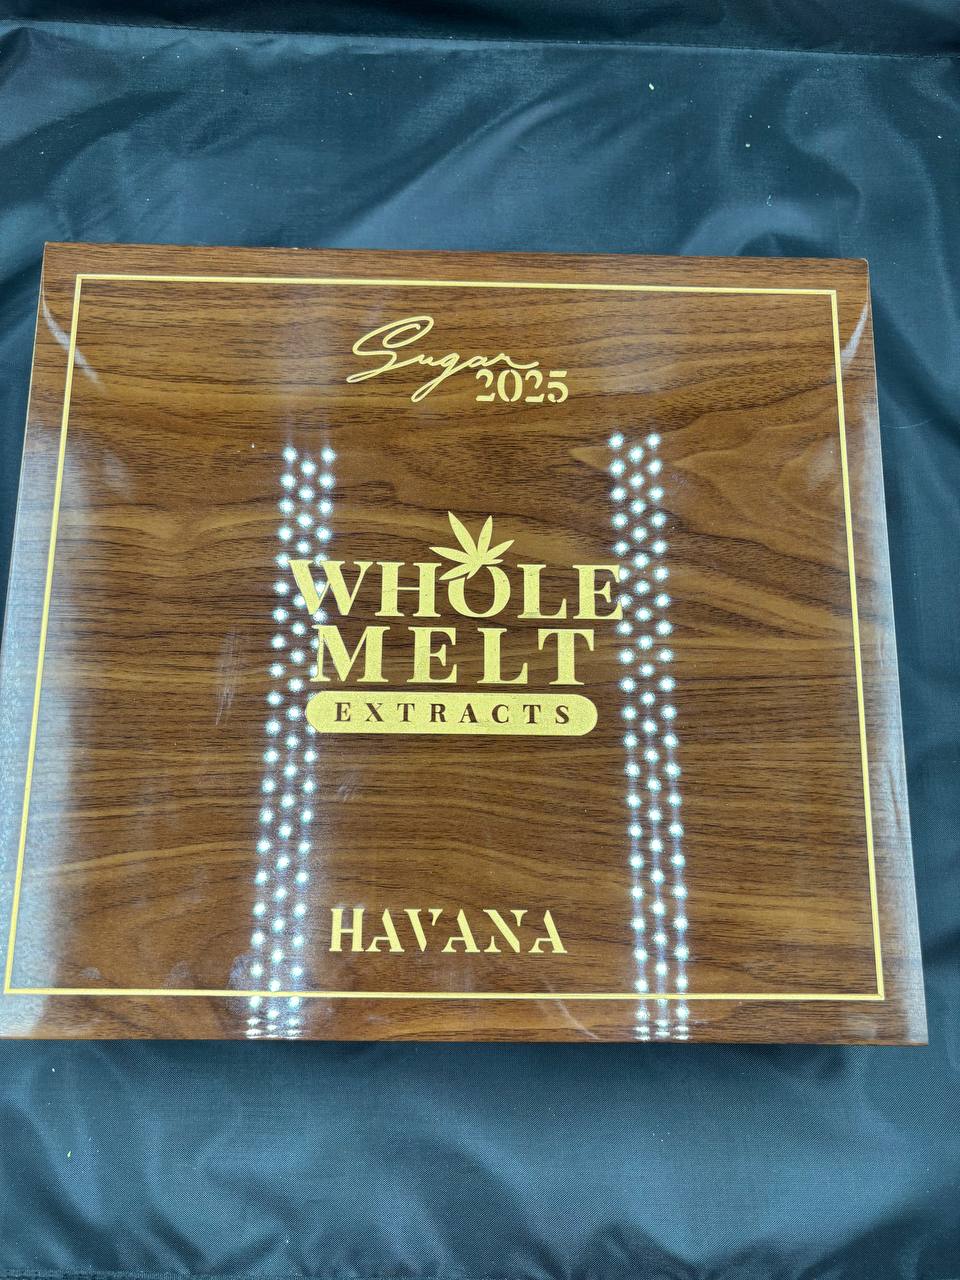 Sugar
2025
WHOLE
MELT
EXTRACTS
HAVANA